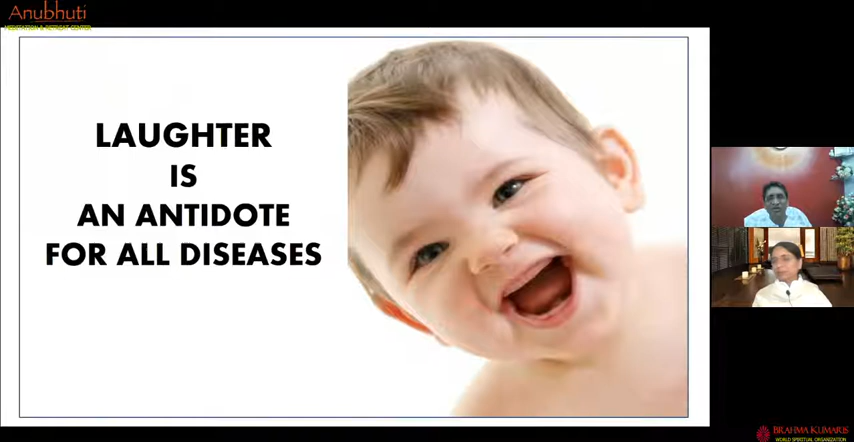 Anubhuti
MEDITATION & RETREAT CENTER
LAUGHTER
IS
AN ANTIDOTE
FOR ALL DISEASES
BRAHMA KUMARIS
WORLD SPIRITUAL ORGANIZATION